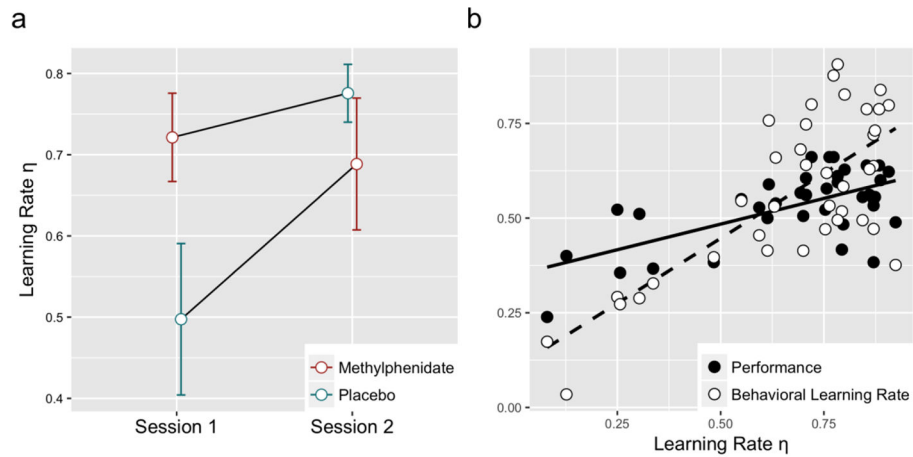 a
Learning Rate η
0.8
0.7
0.6
0.5
0.4
Session 1
Session 2
Methylphenidate
Placebo
b
0.75
0.50
0.25
0.00
0.25
0.50
0.75
Learning Rate η
Performance
Behavioral Learning Rate